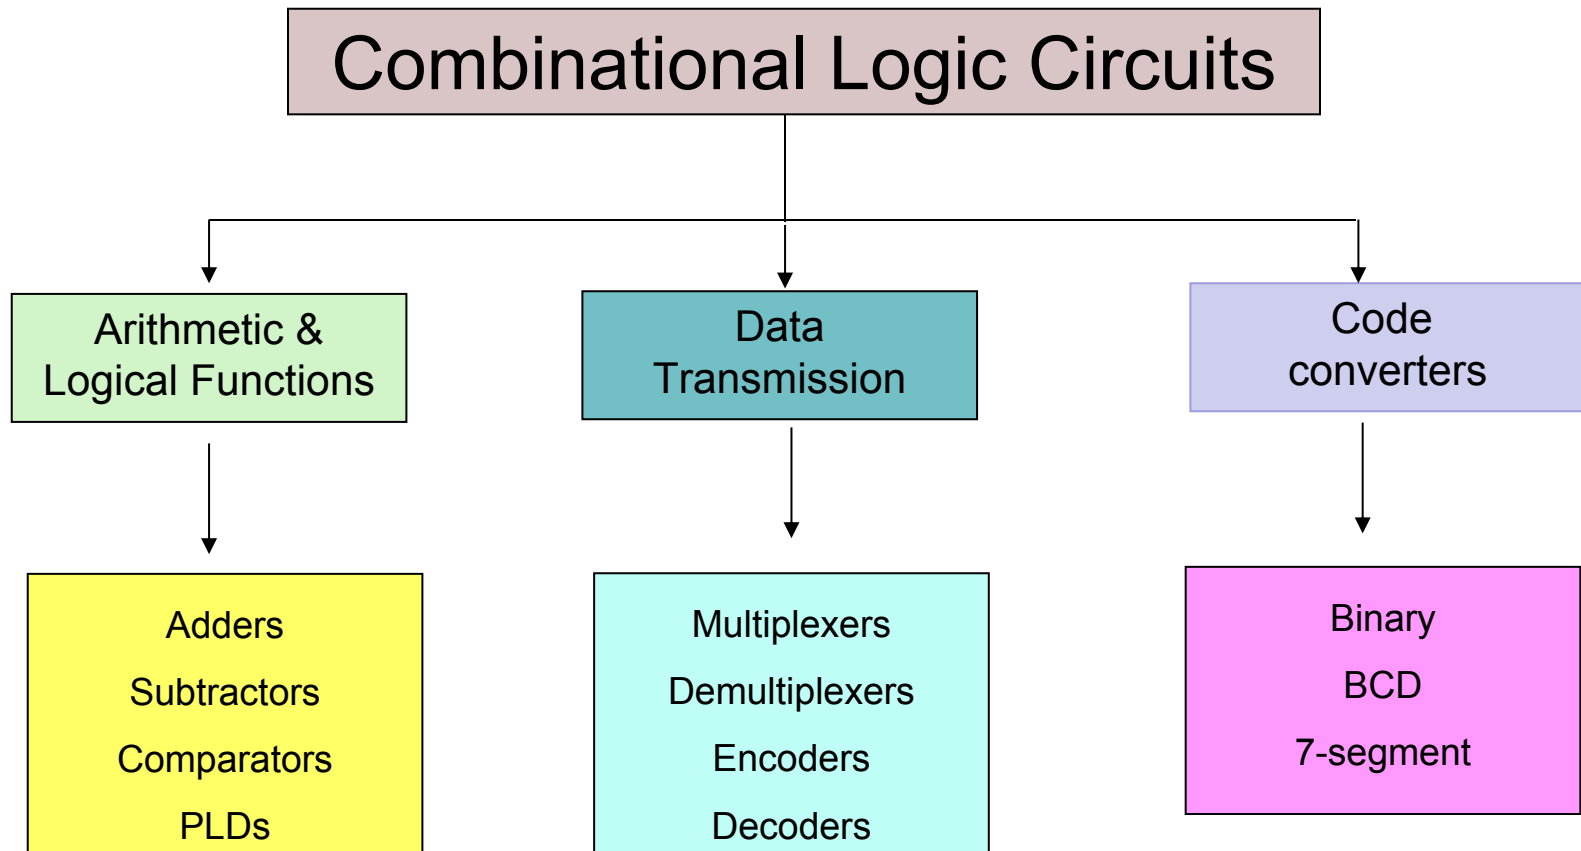 Combinational Logic Circuits
Arithmetic &
Logical Functions
Data
Transmission
Code
converters
Adders
Subtractors
Comparators
PLDs
Multiplexers
Demultiplexers
Encoders
Decoders
Binary
BCD
7-segment